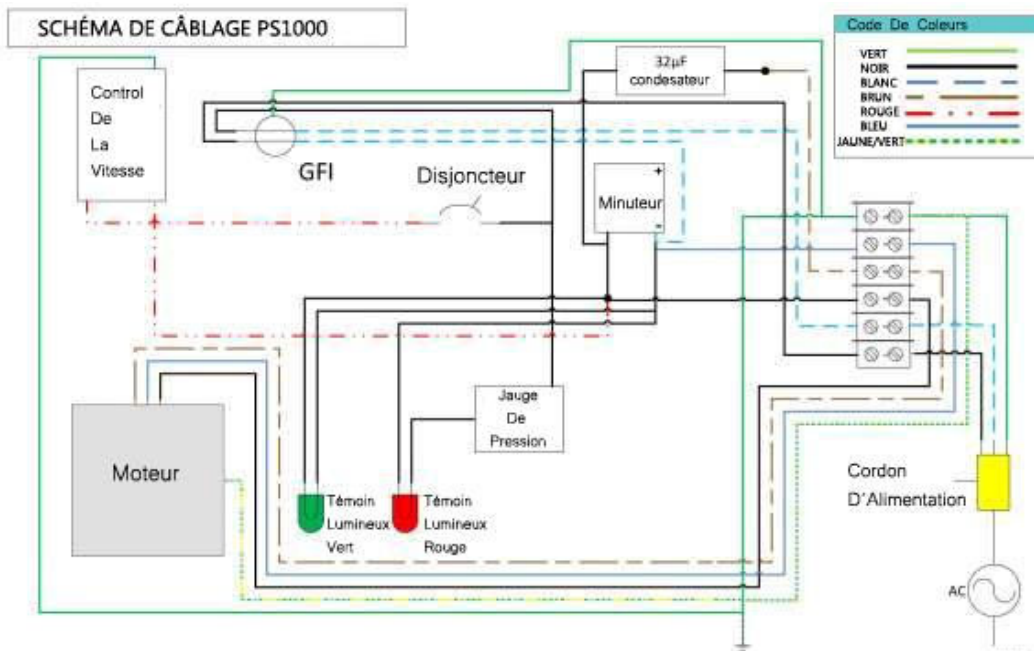 SCHÉMA DE CÂBLAGE PS1000
Code De Coleurs
VERT
NOIR
BLANC
BRUN
ROUGE
BLEU
JAUNE/VERT
Control
De
La
Vitesse
32µF
condesateur
GFI
Disjoncteur
+
Minuteur
-
Jauge
De
Pression
Moteur
Témoin
Lumineux
Vert
Témoin
Lumineux
Rouge
Cordon
D´Alimentation
AC